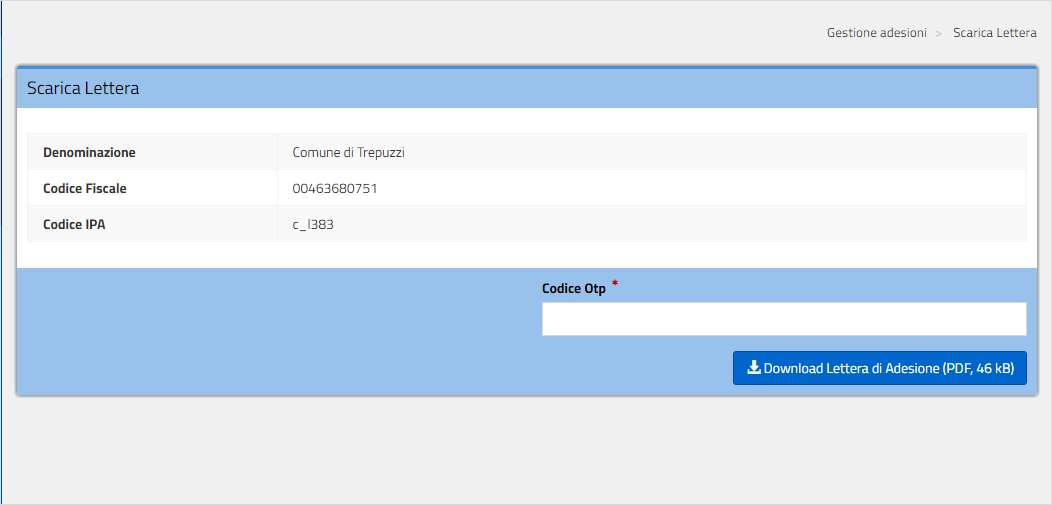 Gestione adesioni > Scarica Lettera
Scarica Lettera
Denominazione Comune di Trepuzzi
Codice Fiscale 00463680751
Codice IPA c_l383
Codice Otp *
Download Lettera di Adesione (PDF, 46 kB)